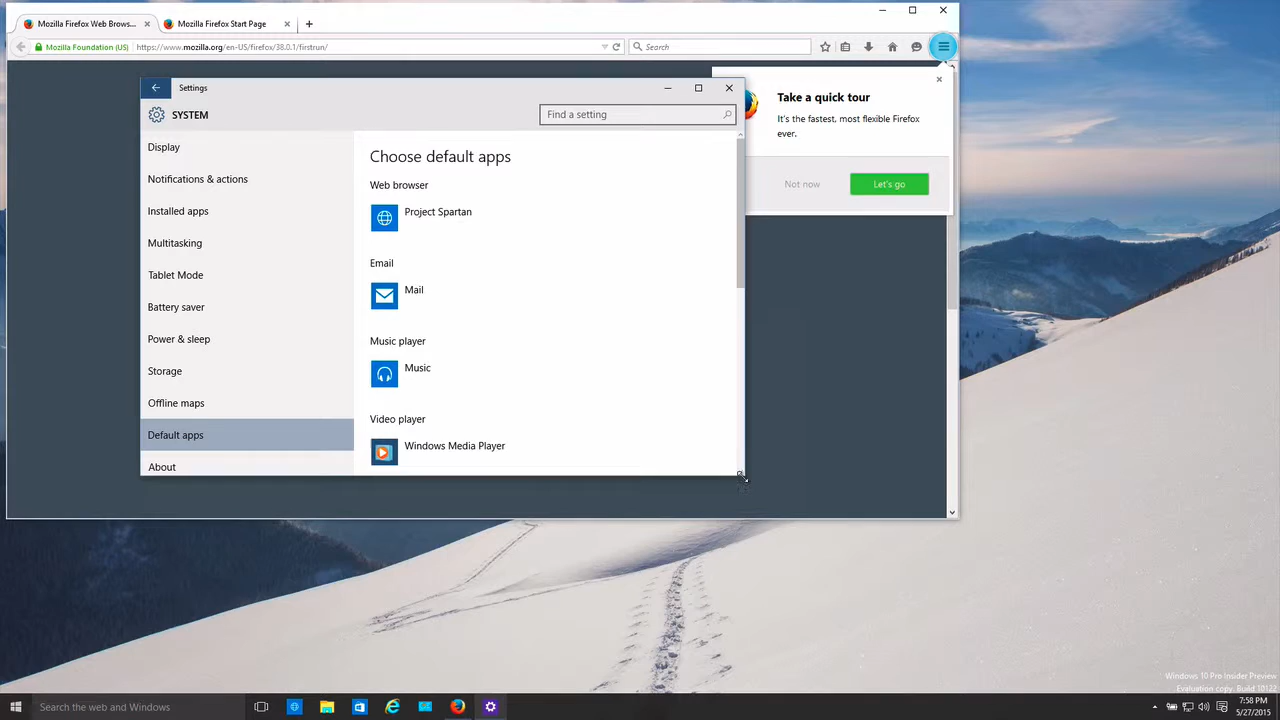 Mozilla Firefox Web Brows...
Mozilla Firefox Start Page
Mozilla Foundation (US)
https://www.mozilla.org/en-US/firefox/38.0.1/firstrun/
Search
Settings
SYSTEM
Find a setting
Display
Notifications & actions
Installed apps
Multitasking
Tablet Mode
Battery saver
Power & sleep
Storage
Offline maps
Default apps
About
Choose default apps
Web browser
Project Spartan
Email
Mail
Music player
Music
Video player
Windows Media Player
Take a quick tour
It's the fastest, most flexible Firefox
ever.
Not now
Let's go
Windows 10 Pro Insider Preview
Evaluation copy. Build 10122
Search the web and Windows
7:58 PM
5/27/2015